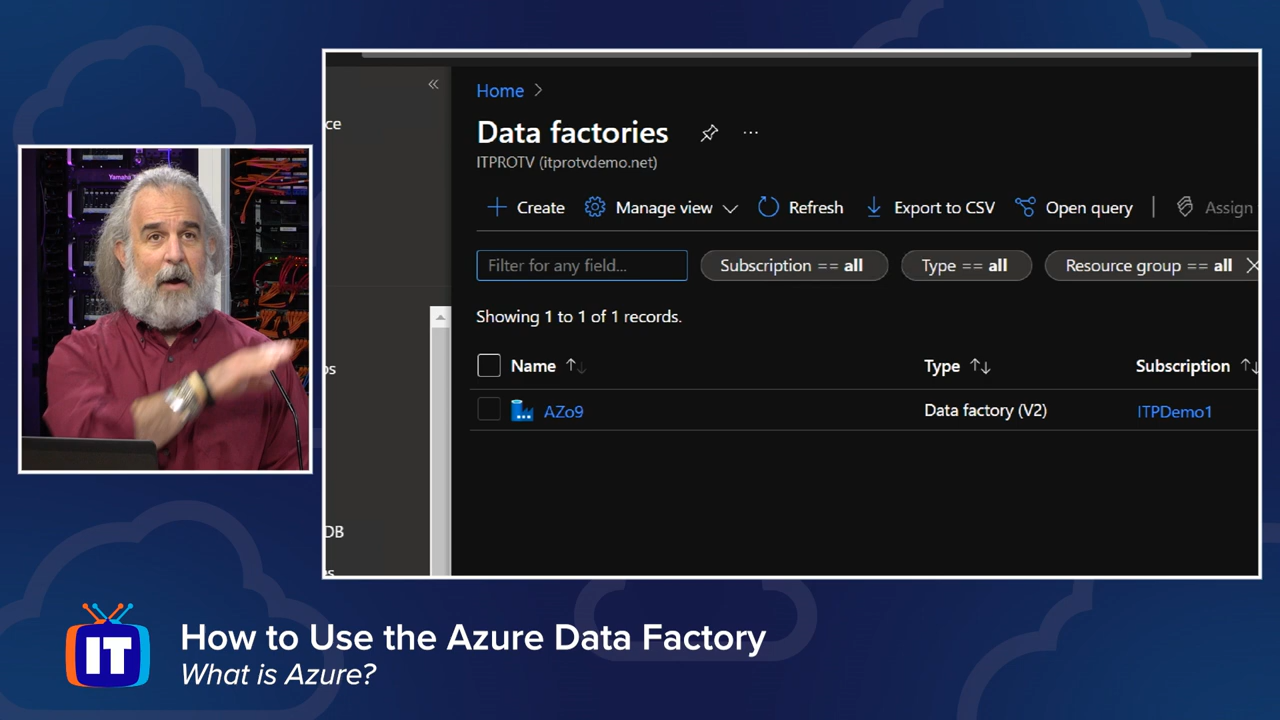 Yamaha
ce
«
Home >
Data factories
...
ITPROTV (itprotvdemo.net)
+ Create
Manage view
Refresh
Export to CSV
Open query
Assign
Filter for any field...
Subscription == all
Type == all
Resource group == all
Showing 1 to 1 of 1 records.
Name
Type
Subscription
AZo9
Data factory (V2)
ITPDemo1
DB
IT
How to Use the Azure Data Factory
What is Azure?